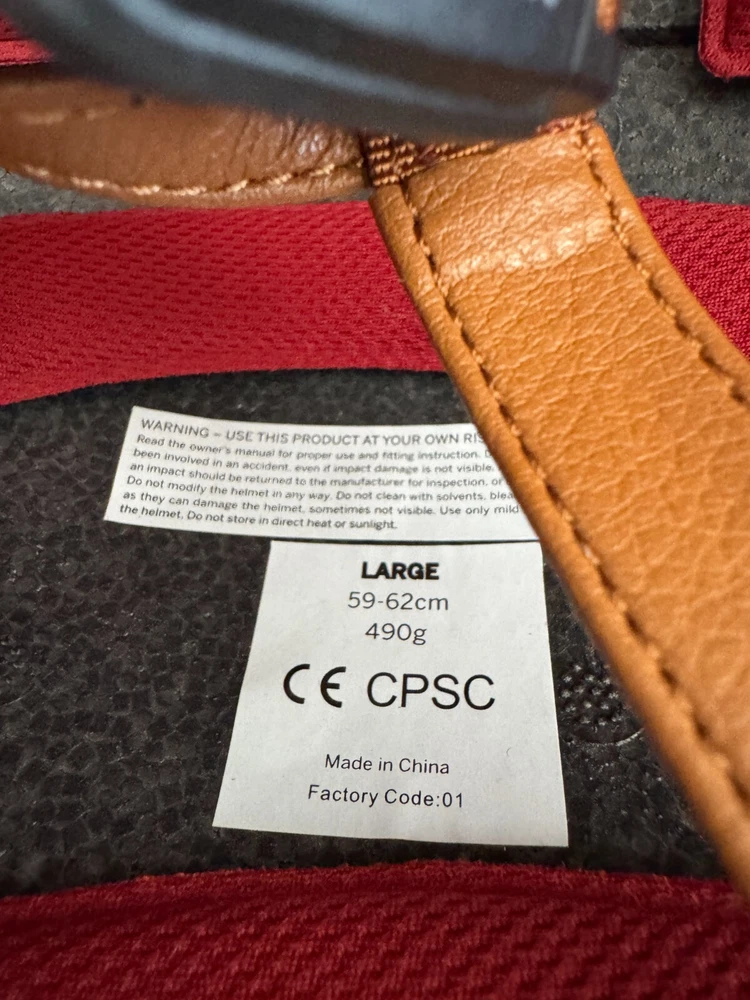 WARNING – USE THIS PRODUCT AT YOUR OWN
Read the owner's manual for proper use and fitting instruction.
been involved in an accident, even if impact damage is not visible.
an impact should be returned to the manufacturer for inspection, or
Do not modify the helmet in any way. Do not clean with solvents,
as they can damage the helmet, sometimes not visible. Use only mild
the helmet. Do not store in direct heat or sunlight.
LARGE
59-62cm
490g
CE CPSC
Made in China
Factory Code:01